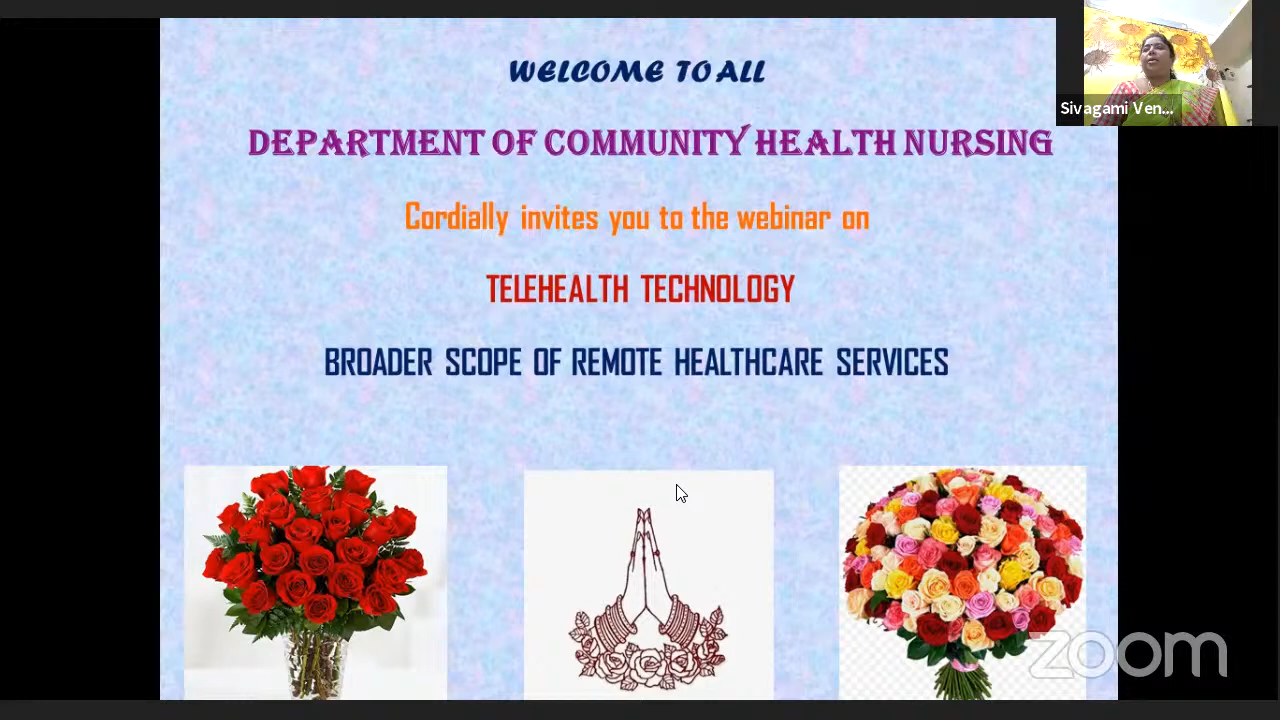 WELCOME TO ALL
Sivagami Ven...
DEPARTMENT OF COMMUNITY HEALTH NURSING
Cordially invites you to the webinar on
TELEHEALTH TECHNOLOGY
BROADER SCOPE OF REMOTE HEALTHCARE SERVICES
zoom